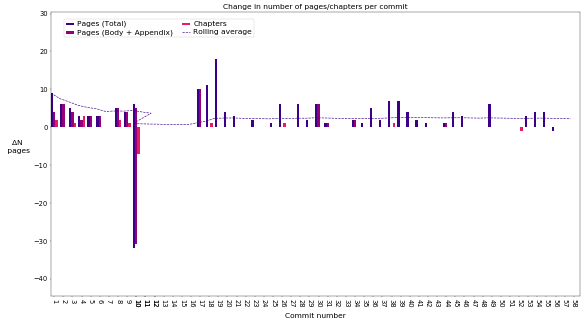 Change in number of pages/chapters per commit
Pages (Total)
Pages (Body + Appendix)
Chapters
Rolling average
30
20
10
0
−10
−20
−30
−40
ΔN
pages
1 2 3 4 5 6 7 8 9 10 11 12 13 14 15 16 17 18 19 20 21 22 23 24 25 26 27 28 29 30 31 32 33 34 35 36 37 38 39 40 41 42 43 44 45 46 47 48 49 50 51 52 53 54 55 56 57 58
Commit number